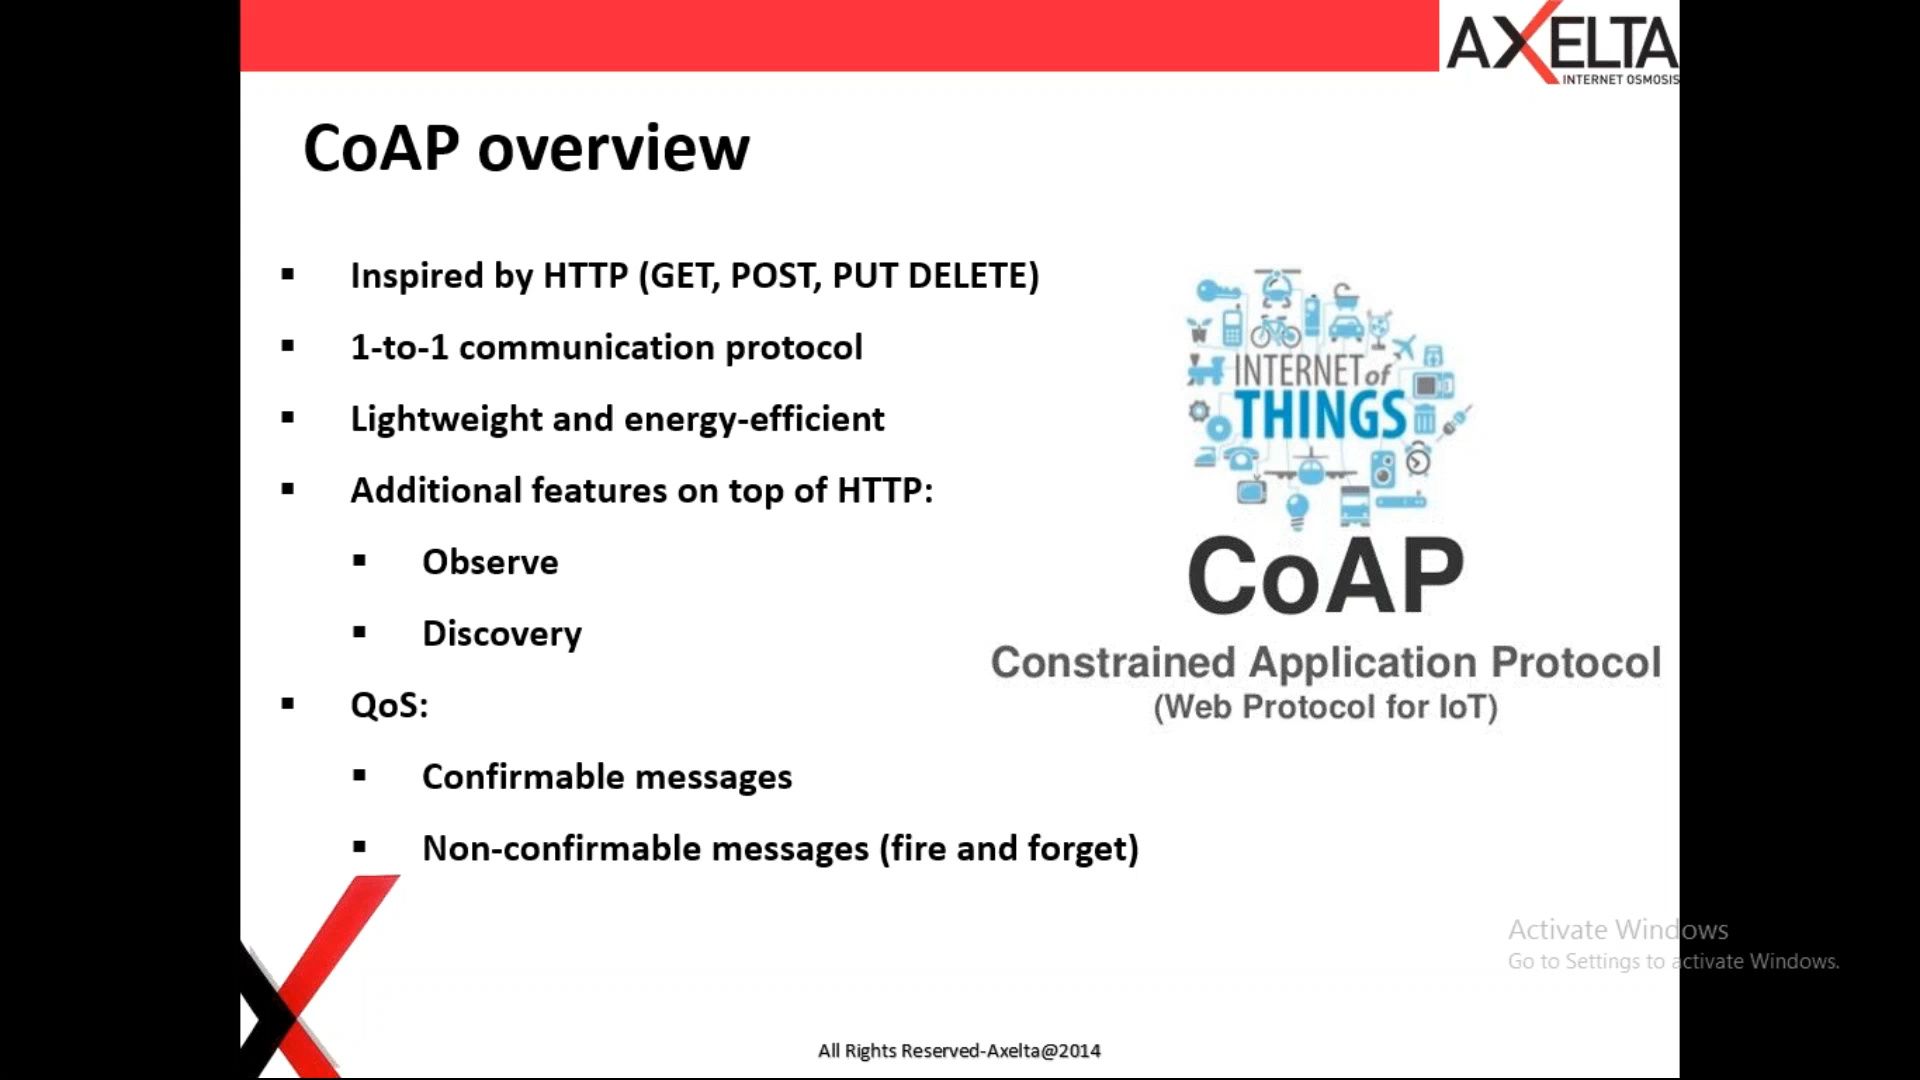 AXELTA
INTERNET OSMOSIS
CoAP overview
▪ Inspired by HTTP (GET, POST, PUT DELETE)
▪ 1-to-1 communication protocol
▪ Lightweight and energy-efficient
▪ Additional features on top of HTTP:
▪ Observe
▪ Discovery
▪ QoS:
▪ Confirmable messages
▪ Non-confirmable messages (fire and forget)
INTERNET of
THINGS
CoAP
Constrained Application Protocol
(Web Protocol for IoT)
Activate Windows
Go to Settings to activate Windows.
All Rights Reserved-Axelta@2014